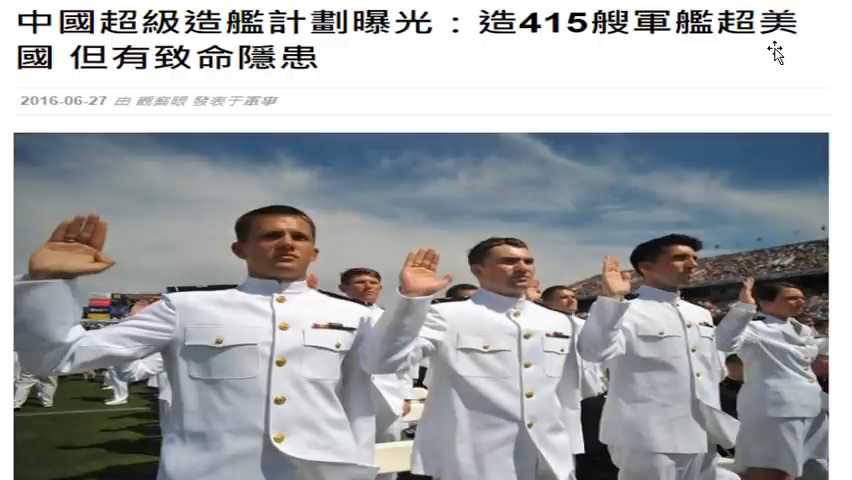 中國超級造艦計劃曝光：造415艘軍艦超美
國 但有致命隱患
2016-06-27 由 觀察眼 發表于軍事